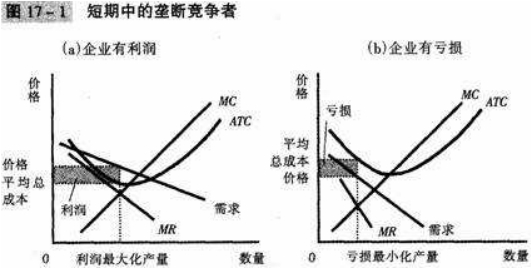 图 17-1 短期中的垄断竞争者
(a)企业有利润
(b)企业有亏损
价格
MC
ATC
价格
平均总成本
利润
需求
MR
0
利润最大化产量
数量
价格
MC
ATC
亏损
平均总成本
价格
MR
需求
0
亏损最小化产量
数量